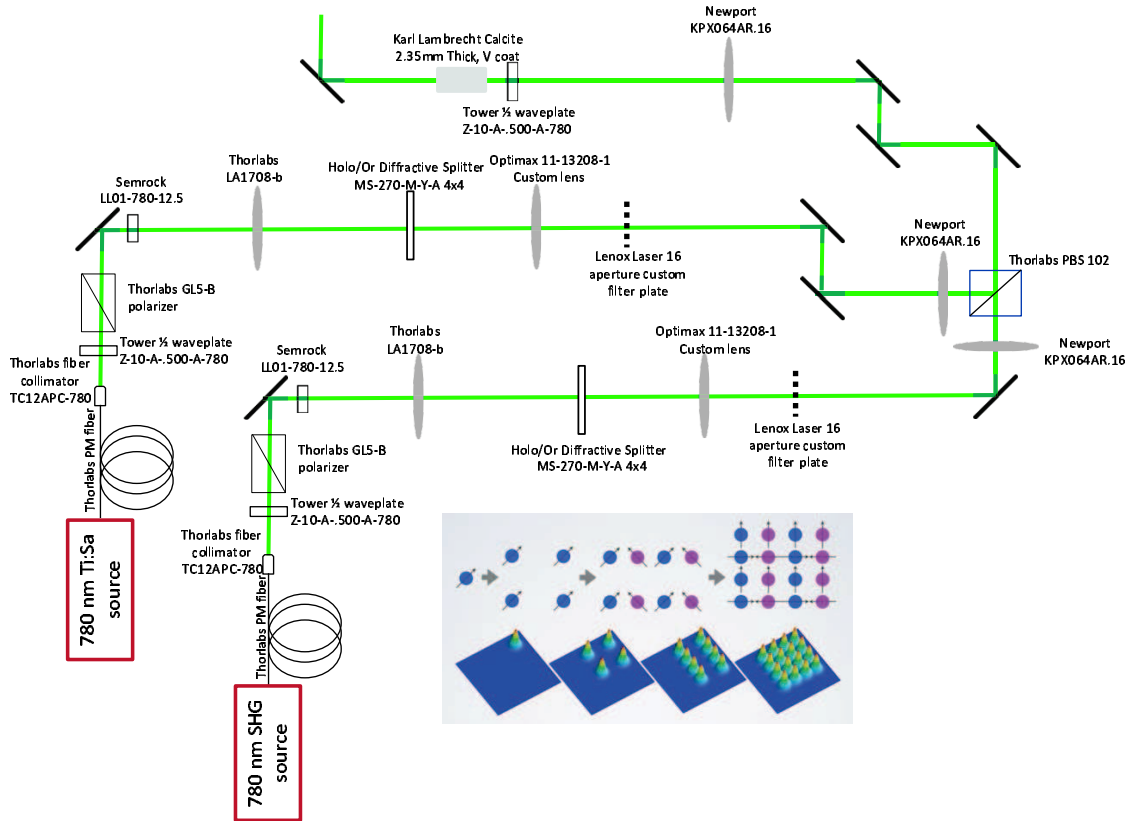 Newport
KPX064AR.16
Karl Lambrecht Calcite
2.35mm Thick, V coat
Tower ½ waveplate
Z-10-A-.500-A-780
Thorlabs
LA1708-b
Holo/Or Diffractive Splitter
MS-270-M-Y-A 4x4
Optimax 11-13208-1
Custom lens
Semrock
LL01-780-12.5
Newport
KPX064AR.16
Thorlabs PBS 102
Lenox Laser 16
aperture custom
filter plate
Thorlabs GL5-B
polarizer
Tower ½ waveplate
Z-10-A-.500-A-780
Thorlabs fiber
collimator
TC12APC-780
Thorlabs PM fiber
780 nm Ti:Sa
source
Thorlabs
LA1708-b
Optimax 11-13208-1
Custom lens
Semrock
LL01-780-12.5
Newport
KPX064AR.16
Holo/Or Diffractive Splitter
MS-270-M-Y-A 4x4
Lenox Laser 16
aperture custom
filter plate
Thorlabs GL5-B
polarizer
Tower ½ waveplate
Z-10-A-.500-A-780
Thorlabs fiber
collimator
TC12APC-780
Thorlabs PM fiber
780 nm SHG
source